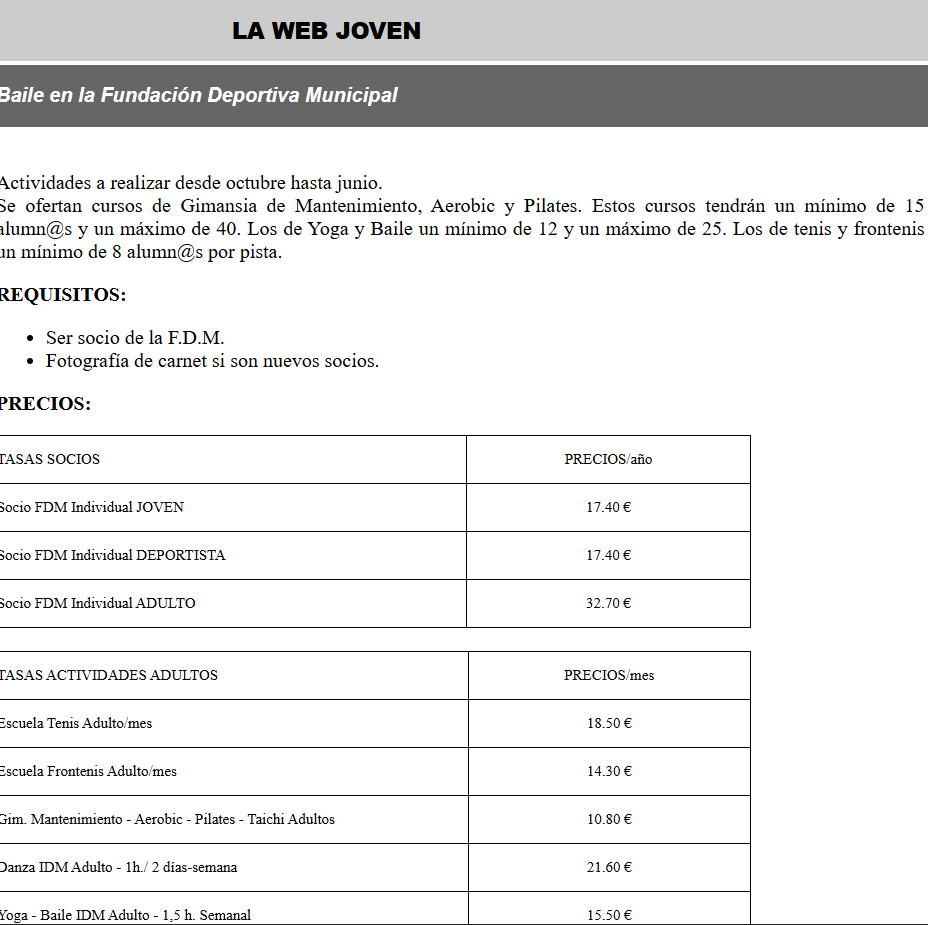 LA WEB JOVEN
Baile en la Fundación Deportiva Municipal
Actividades a realizar desde octubre hasta junio.
Se ofertan cursos de Gimansia de Mantenimiento, Aerobic y Pilates. Estos cursos tendrán un mínimo de 15
alumn@s y un máximo de 40. Los de Yoga y Baile un mínimo de 12 y un máximo de 25. Los de tenis y frontenis
un mínimo de 8 alumn@s por pista.
REQUISITOS:
• Ser socio de la F.D.M.
• Fotografía de carnet si son nuevos socios.
PRECIOS:
TASAS SOCIOS PRECIOS/año
Socio FDM Individual JOVEN 17.40 €
Socio FDM Individual DEPORTISTA 17.40 €
Socio FDM Individual ADULTO 32.70 €
TASAS ACTIVIDADES ADULTOS PRECIOS/mes
Escuela Tenis Adulto/mes 18.50 €
Escuela Frontenis Adulto/mes 14.30 €
Gim. Mantenimiento - Aerobic - Pilates - Taichi Adultos 10.80 €
Danza IDM Adulto - 1h./ 2 días-semana 21.60 €
Yoga - Baile IDM Adulto - 1,5 h. Semanal 15.50 €